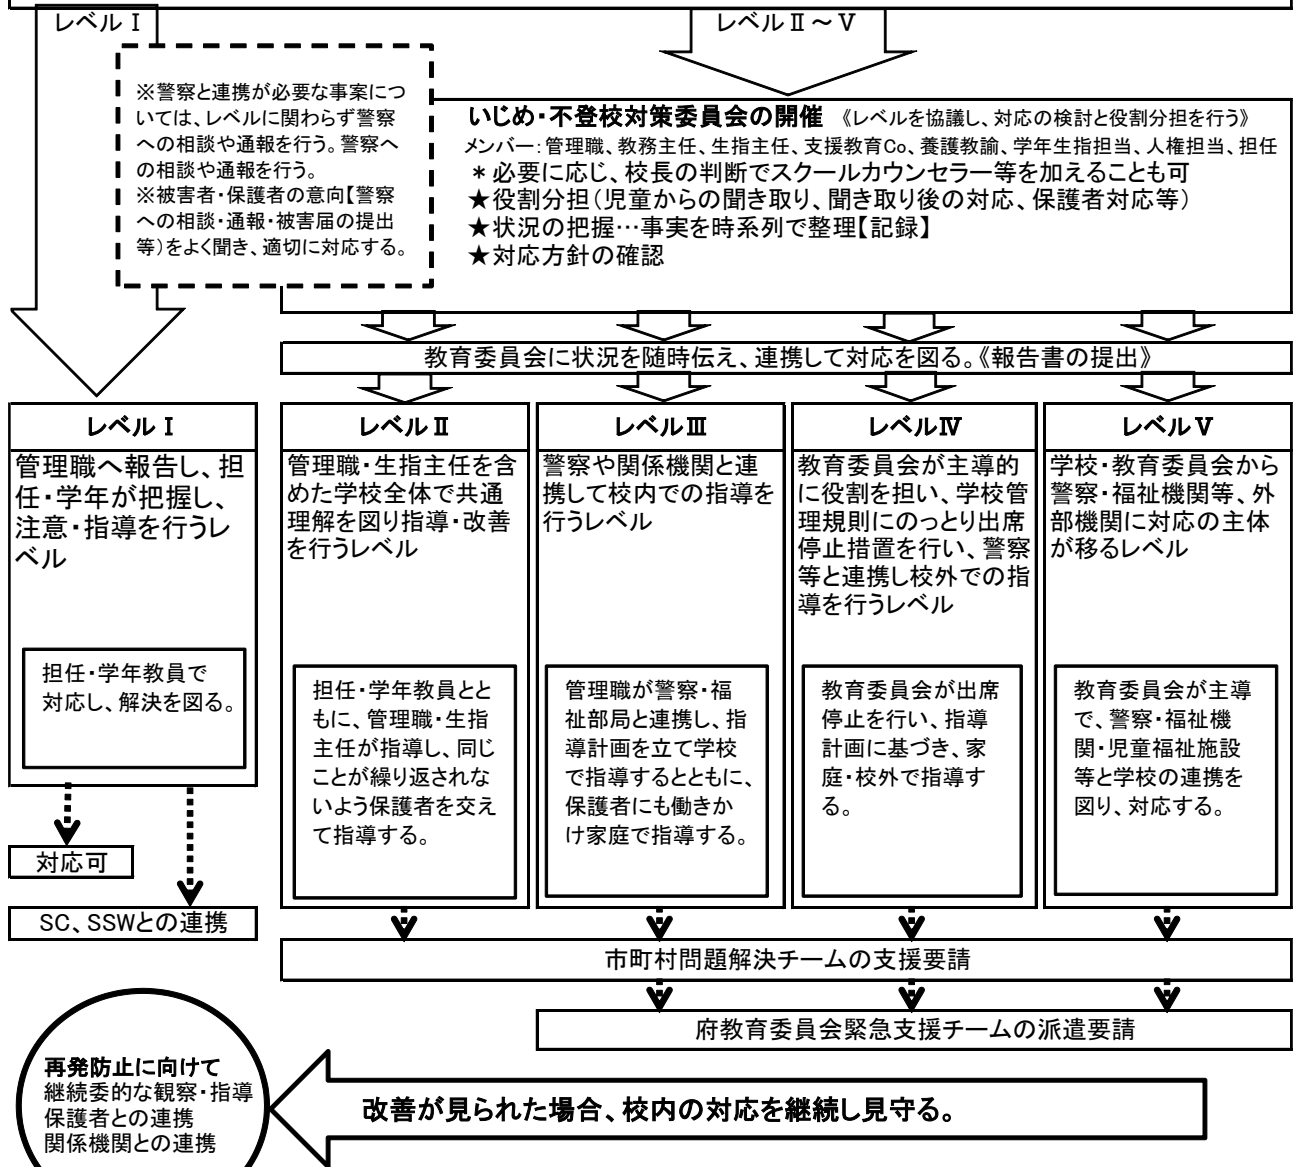 レベルⅠ
レベルⅡ～Ⅴ
※警察と連携が必要な事案につ
いては、レベルに関わらず警察
への相談や通報を行う。警察へ
の相談や通報を行う。
※被害者・保護者の意向【警察
への相談・通報・被害届の提出
等）をよく聞き、適切に対応する。
いじめ・不登校対策委員会の開催 《レベルを協議し、対応の検討と役割分担を行う》
メンバー：管理職、教務主任、生指主任、支援教育Co、養護教諭、学年生指担当、人権担当、担任
＊必要に応じ、校長の判断でスクールカウンセラー等を加えることも可
★役割分担（児童からの聞き取り、聞き取り後の対応、保護者対応等）
★状況の把握…事実を時系列で整理【記録】
★対応方針の確認
教育委員会に状況を随時伝え、連携して対応を図る。《報告書の提出》
レベルⅠ
管理職へ報告し、担
任・学年が把握し、
注意・指導を行うレ
ベル
担任・学年教員で
対応し、解決を図る。
対応可
SC、SSWとの連携
レベルⅡ
管理職・生指主任を含
めた学校全体で共通
理解を図り指導・改善
を行うレベル
担任・学年教員とと
もに、管理職・生指
主任が指導し、同じ
ことが繰り返されな
いよう保護者を交え
て指導する。
レベルⅢ
警察や関係機関と連
携して校内での指導を
行うレベル
管理職が警察・福
祉部局と連携し、指
導計画を立て学校
で指導するとともに、
保護者にも働きか
け家庭で指導する。
レベルⅣ
教育委員会が主導的
に役割を担い、学校管
理規則にのっとり出席
停止措置を行い、警察
等と連携し校外での指
導を行うレベル
教育委員会が出席
停止を行い、指導
計画に基づき、家
庭・校外で指導す
る。
レベルⅤ
学校・教育委員会から
警察・福祉機関等、外
部機関に対応の主体
が移るレベル
教育委員会が主導
で、警察・福祉機
関・児童福祉施設
等と学校の連携を
図り、対応する。
市町村問題解決チームの支援要請
府教育委員会緊急支援チームの派遣要請
再発防止に向けて
継続委的な観察・指導
保護者との連携
関係機関との連携
改善が見られた場合、校内の対応を継続し見守る。